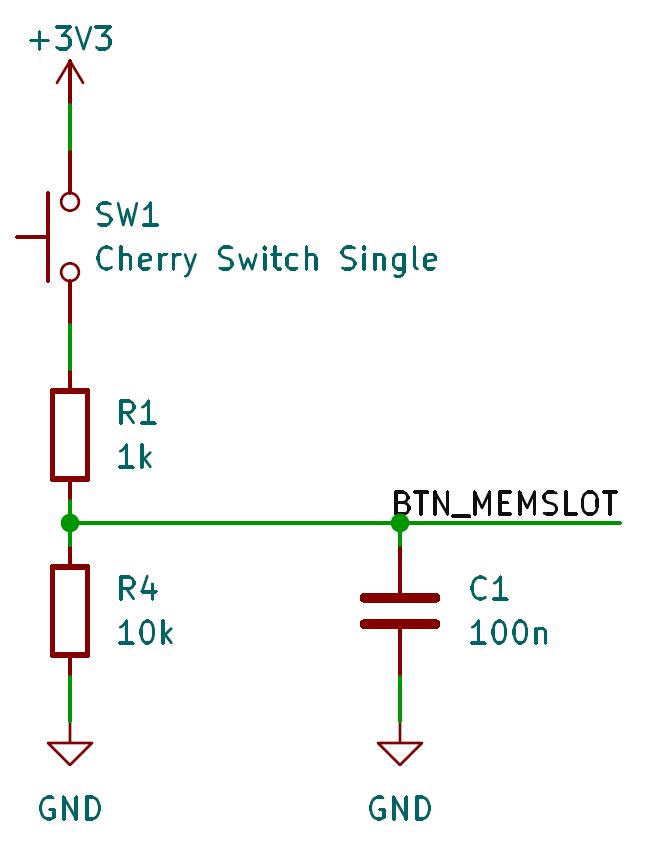 +3V3
SW1
Cherry Switch Single
R1
1k
BTN_MEMSLOT
R4
10k
C1
100n
GND
GND